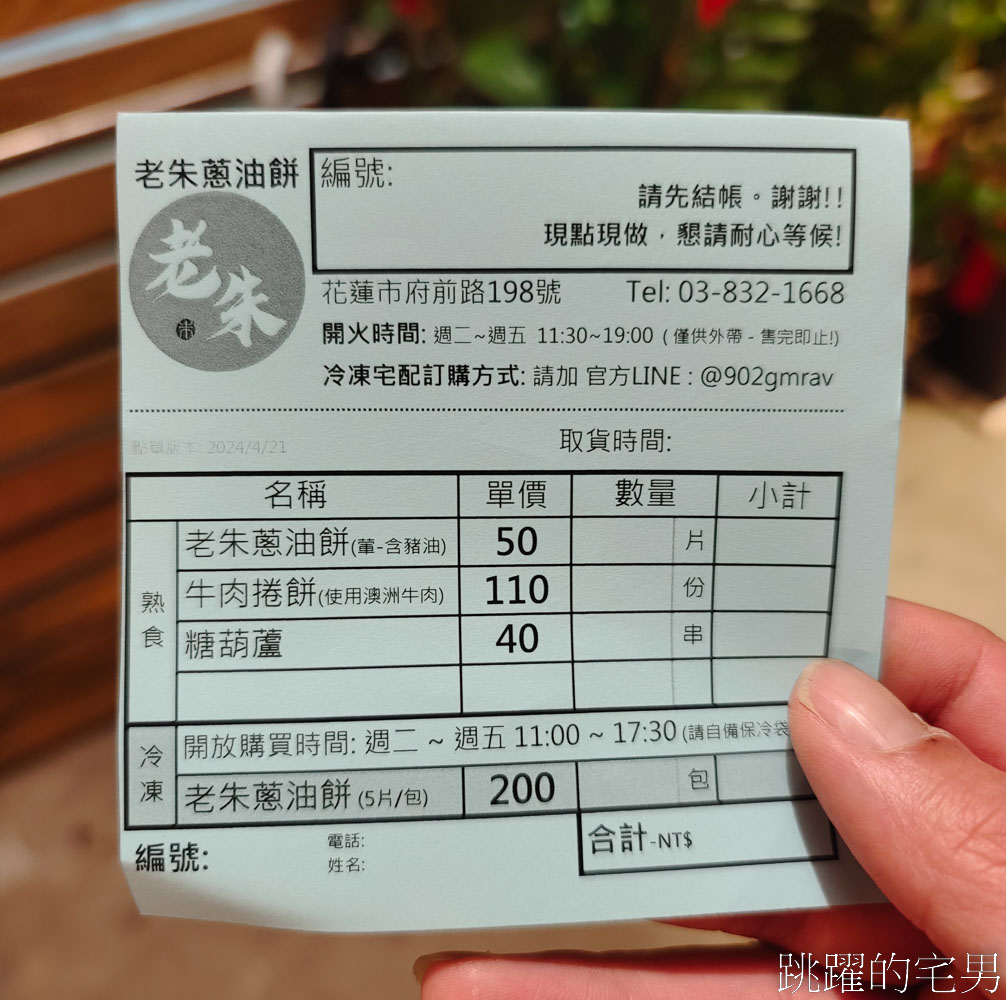 老朱蔥油餅
老朱
朱
編號:
請先結帳。謝謝!!
現點現做,懇請耐心等候!
花蓮市府前路198號 Tel: 03-832-1668
開火時間: 週二~週五 11:30~19:00 (僅供外帶-售完即止!)
冷凍宅配訂購方式: 請加 官方LINE : @902gmrav
點單版本: 2024/4/21 取貨時間:
名稱 單價 數量 小計
熟食
老朱蔥油餅(葷-含豬油) 50 片
牛肉捲餅(使用澳洲牛肉) 110 份
糖葫蘆 40 串
冷凍
開放購買時間: 週二 ~ 週五 11:00 ~ 17:30 (請自備保冷袋
老朱蔥油餅 (5片/包) 200 包
編號: 電話: 合計-NT$
姓名:
跳躍的宅男